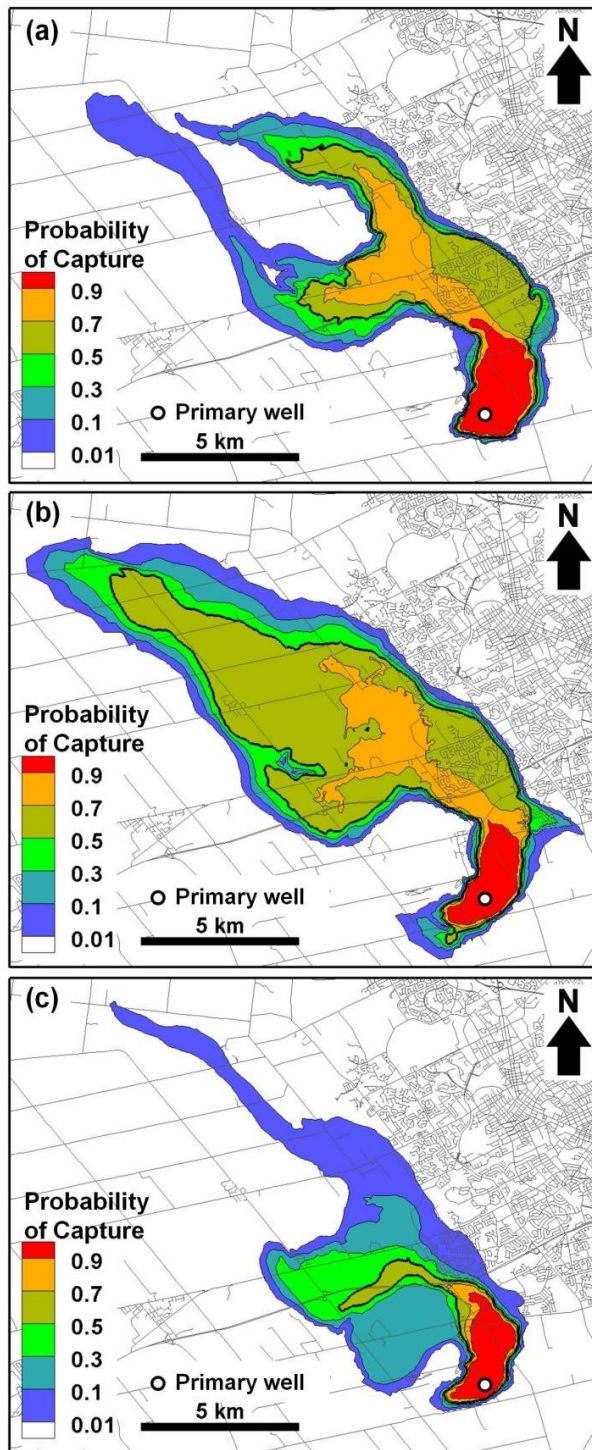 (a)
N
Probability
of Capture
0.9
0.7
0.5
0.3
0.1
0.01
Primary well
5 km
(b)
N
Probability
of Capture
0.9
0.7
0.5
0.3
0.1
0.01
Primary well
5 km
(c)
N
Probability
of Capture
0.9
0.7
0.5
0.3
0.1
0.01
Primary well
5 km